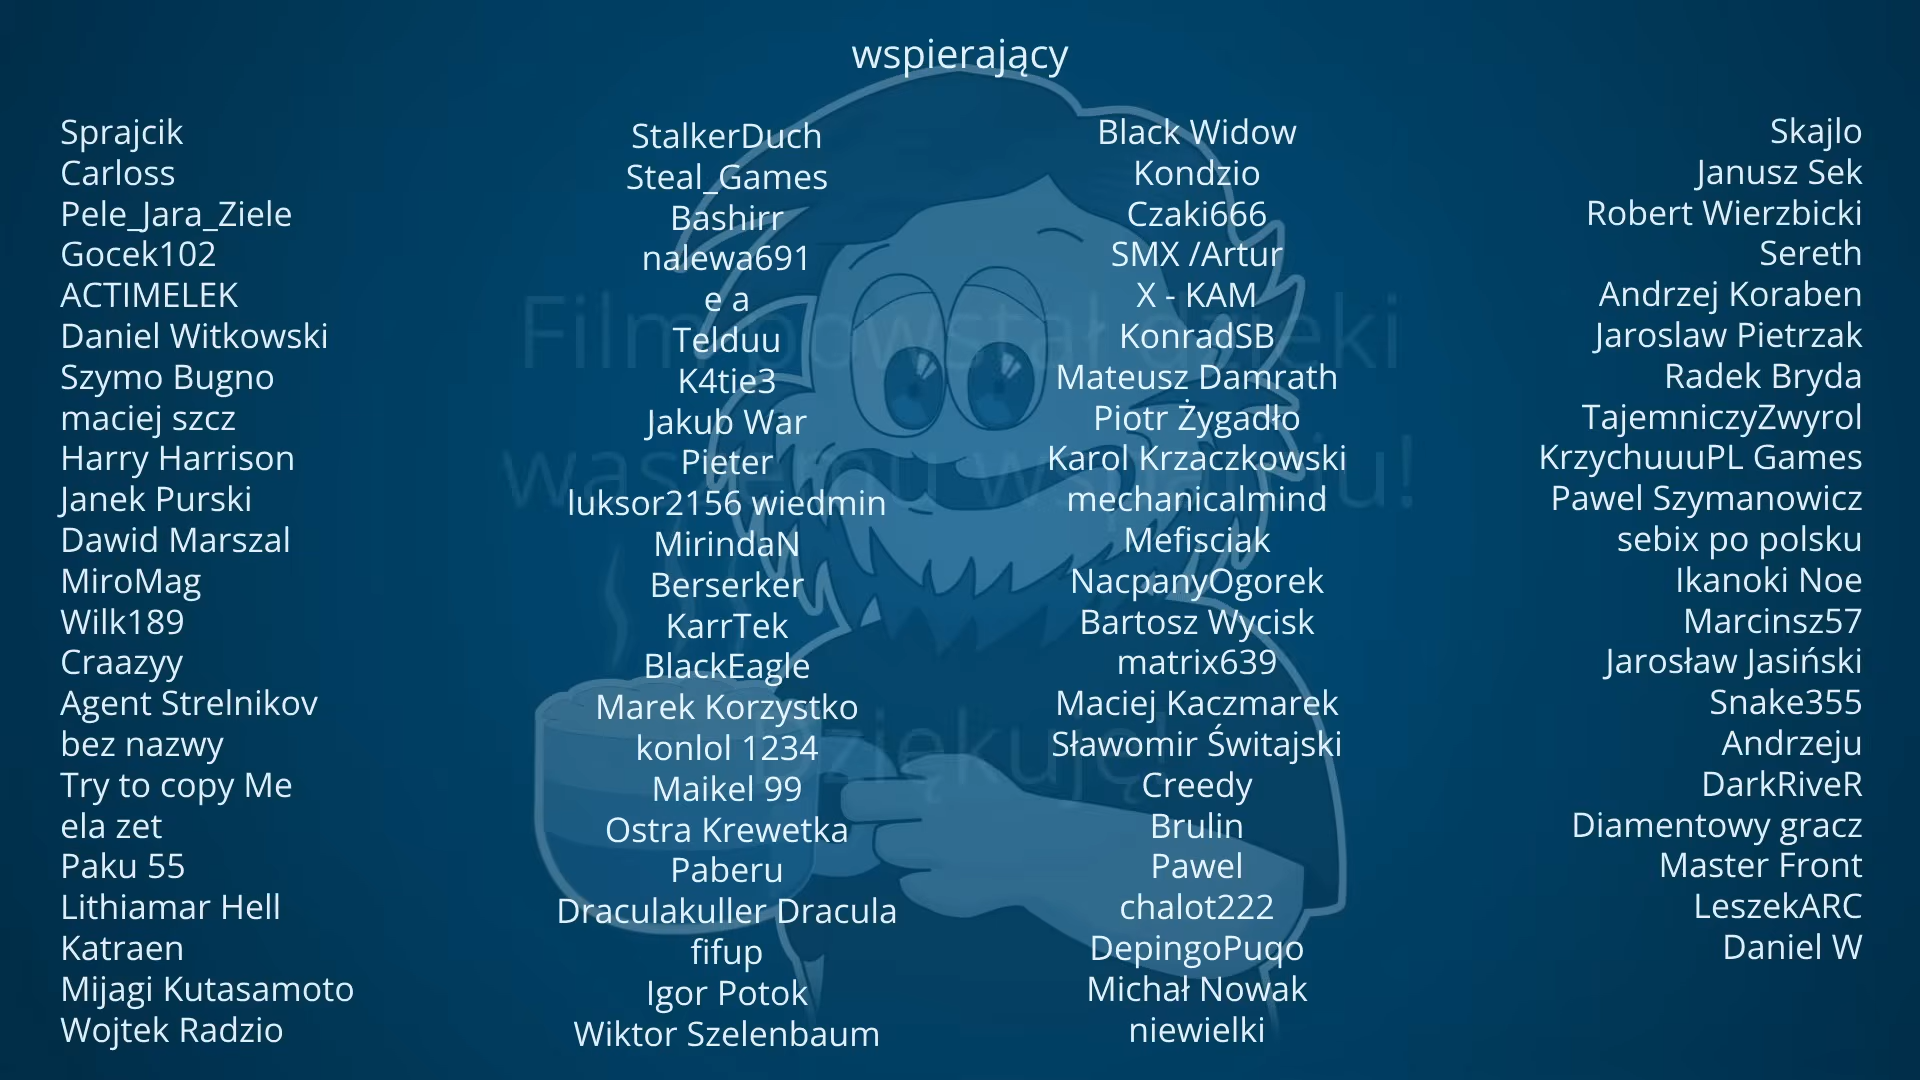 wspierający
Sprajcik
Carloss
Pele_Jara_Ziele
Gocek102
ACTIMELEK
Daniel Witkowski
Szymo Bugno
maciej szcz
Harry Harrison
Janek Purski
Dawid Marszal
MiroMag
Wilk189
Craazyy
Agent Strelnikov
bez nazwy
Try to copy Me
ela zet
Paku 55
Lithiamar Hell
Katraen
Mijagi Kutasamoto
Wojtek Radzio
StalkerDuch
Steal_Games
Bashirr
nalewa691
e a
Telduu
K4tie3
Jakub War
Pieter
luksor2156 wiedmin
MirindaN
Berserker
KarrTek
BlackEagle
Marek Korzystko
konlol 1234
Maikel 99
Ostra Krewetka
Paberu
Draculakuller Dracula
fifup
Igor Potok
Wiktor Szelenbaum
Black Widow
Kondzio
Czaki666
SMX /Artur
X - KAM
KonradSB
Mateusz Damrath
Piotr Żygadło
Karol Krzaczkowski
mechanicalmind
Mefisciak
NacpanyOgorek
Bartosz Wycisk
matrix639
Maciej Kaczmarek
Sławomir Świtajski
Creedy
Brulin
Pawel
chalot222
DepingoPuqo
Michał Nowak
niewielki
Skajlo
Janusz Sek
Robert Wierzbicki
Sereth
Andrzej Koraben
Jaroslaw Pietrzak
Radek Bryda
TajemniczyZwyrol
KrzychuuuPL Games
Pawel Szymanowicz
sebix po polsku
Ikanoki Noe
Marcinsz57
Jarosław Jasiński
Snake355
Andrzeju
DarkRiveR
Diamentowy gracz
Master Front
LeszekARC
Daniel W
Film powstał dzięki
waszemu wsparciu!
Dziękuję!